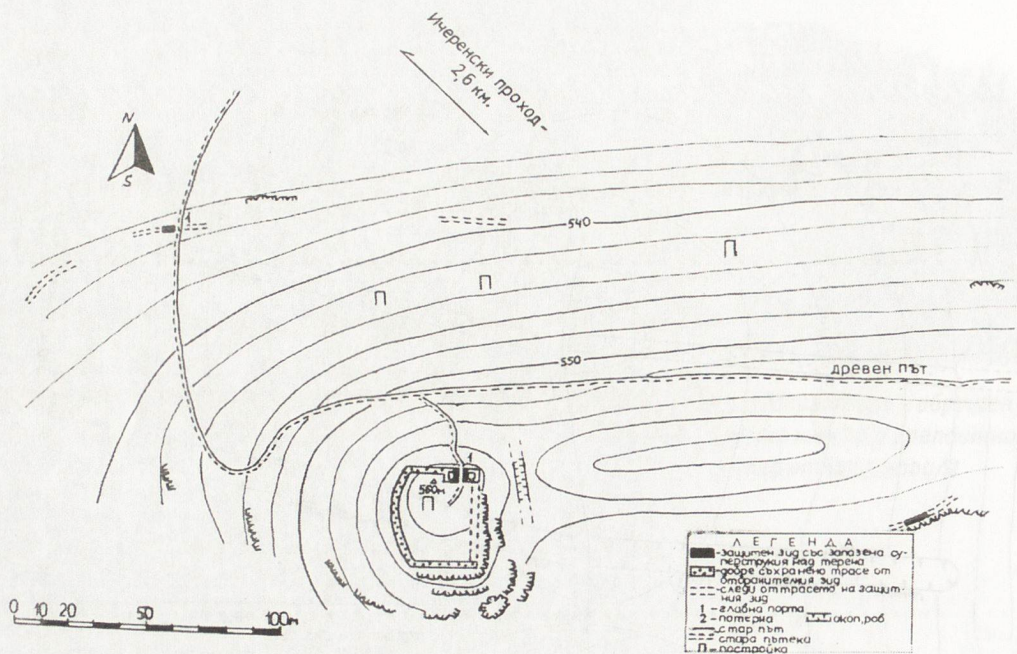 Ичеренски проход-
2,6 км.
N
S
1
540
550
древен път
1
560м
0 10 20 50 100м
ЛЕГЕНДА
-защитен зид със запазена су-
перструкция над терена
-добре съхранено трасе от
отбранителния зид
-следи от трасето на защит-
ния зид
1 -главна порта
2 -потерна
окоп, ров
стар път
стара пътека
П -постройка